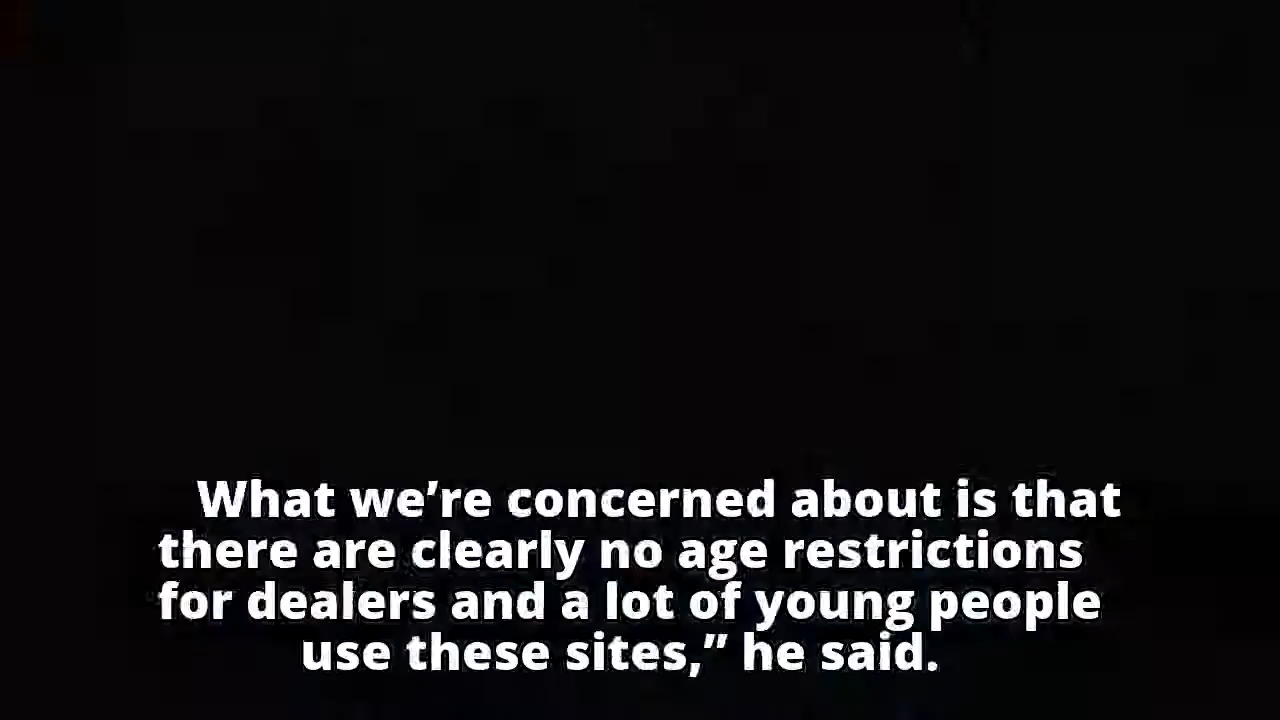 What we’re concerned about is that
there are clearly no age restrictions
for dealers and a lot of young people
use these sites,” he said.